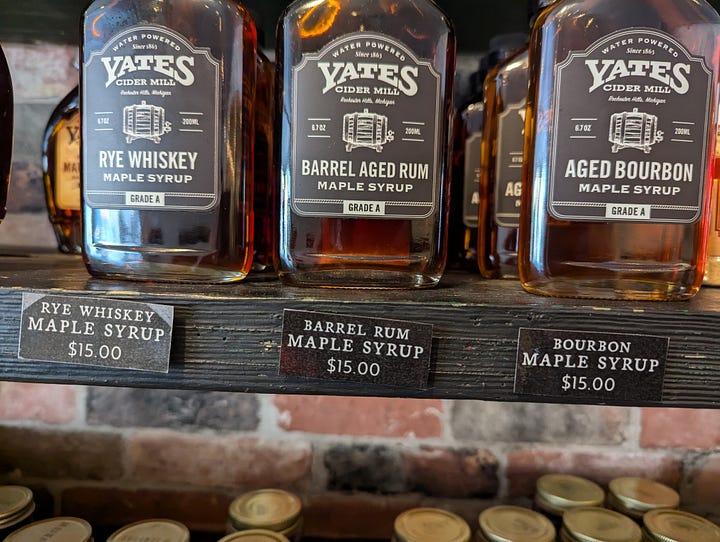 WATER POWERED
Since 1863
YATES
CIDER MILL
Rochester Hills, Michigan
6.7 OZ
200ML
RYE WHISKEY
MAPLE SYRUP
GRADE A
WATER POWERED
Since 1863
YATES
CIDER MILL
Rochester Hills, Michigan
6.7 OZ
200ML
BARREL AGED RUM
MAPLE SYRUP
GRADE A
WATER POWERED
Since 1863
YATES
CIDER MILL
Rochester Hills, Michigan
6.7 OZ
200ML
AGED BOURBON
MAPLE SYRUP
GRADE A
RYE WHISKEY
MAPLE SYRUP
$15.00
BARREL RUM
MAPLE SYRUP
$15.00
BOURBON
MAPLE SYRUP
$15.00